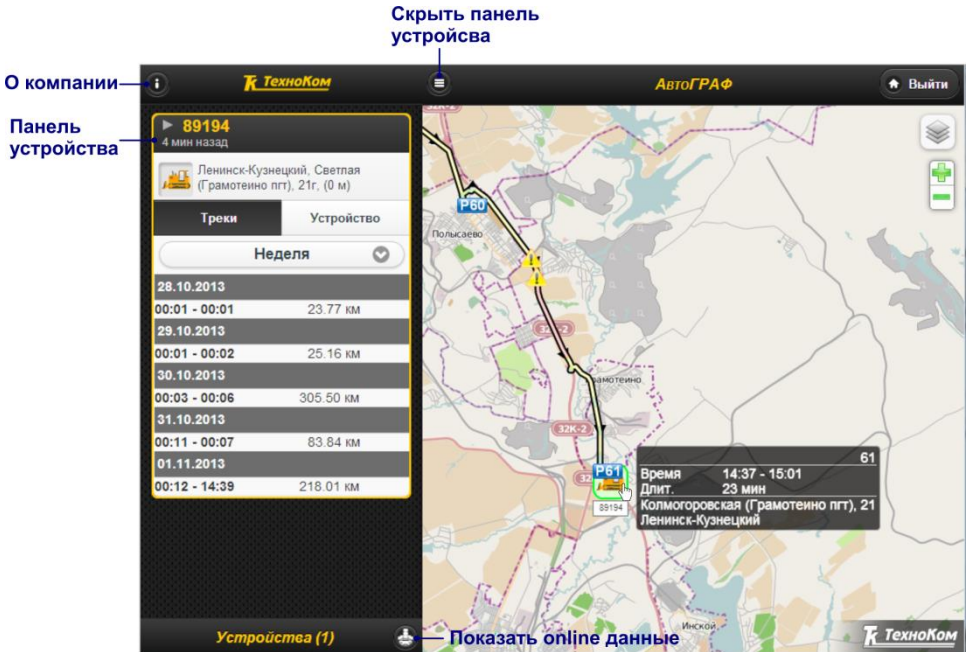 Скрыть панель
устройсва
О компании
Панель
устройства
ТехноКом
АвтоГРАФ
Выйти
89194
4 мин назад
Ленинск-Кузнецкий, Светлая
(Грамотеино пгт), 21г, (0 м)
Треки Устройство
Неделя
28.10.2013
00:01 - 00:01 23.77 км
29.10.2013
00:01 - 00:02 25.16 км
30.10.2013
00:03 - 00:06 305.50 км
31.10.2013
00:11 - 00:07 83.84 км
01.11.2013
00:12 - 14:39 218.01 км
Устройства (1)
Показать online данные
P60
Полысаево
32К-2
32К-2
P61
89194
61
Время 14:37 - 15:01
Длит. 23 мин
Колмогоровская (Грамотеино пгт), 21
Ленинск-Кузнецкий
Инской
ТехноКом